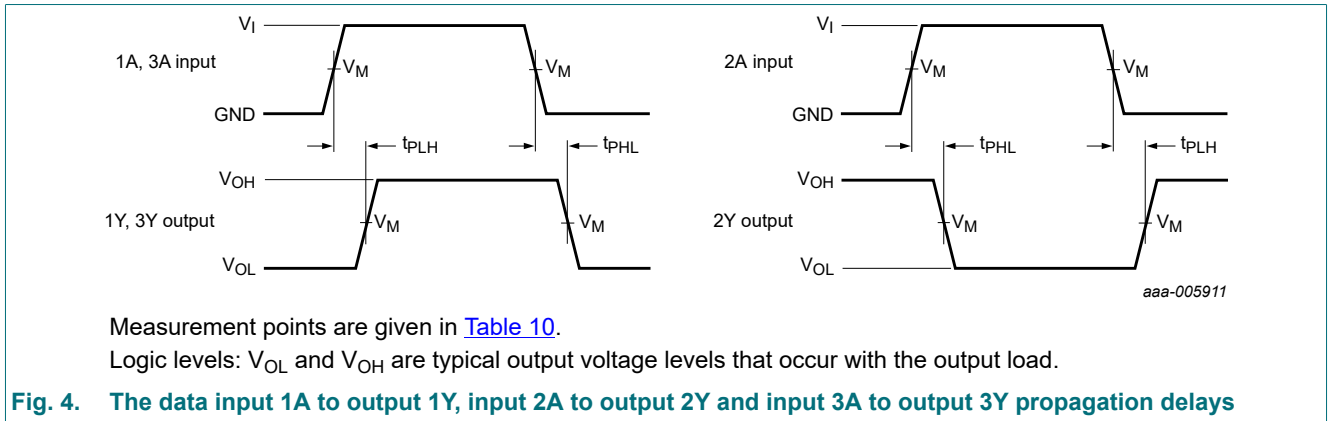 V_I
1A, 3A input
V_M
V_M
GND
t_PLH
t_PHL
V_OH
1Y, 3Y output
V_M
V_M
V_OL
V_I
2A input
V_M
V_M
GND
t_PHL
t_PLH
V_OH
2Y output
V_M
V_M
V_OL
aaa-005911
Measurement points are given in Table 10.
Logic levels: V_OL and V_OH are typical output voltage levels that occur with the output load.
Fig. 4. The data input 1A to output 1Y, input 2A to output 2Y and input 3A to output 3Y propagation delays